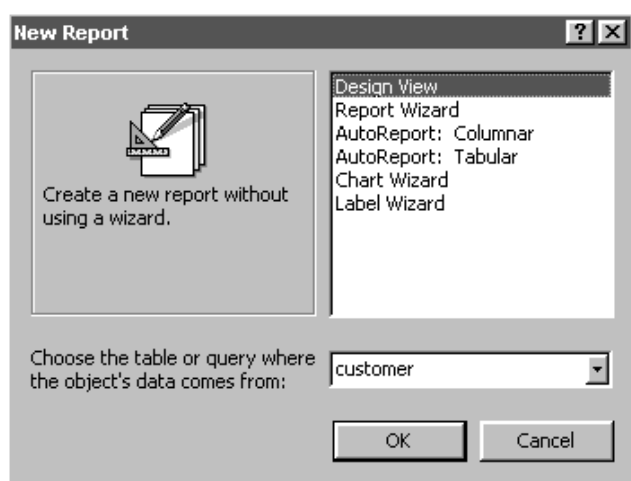 New Report
Design View
Report Wizard
AutoReport: Columnar
AutoReport: Tabular
Chart Wizard
Label Wizard
Create a new report without
using a wizard.
Choose the table or query where
the object's data comes from:
customer
OK
Cancel